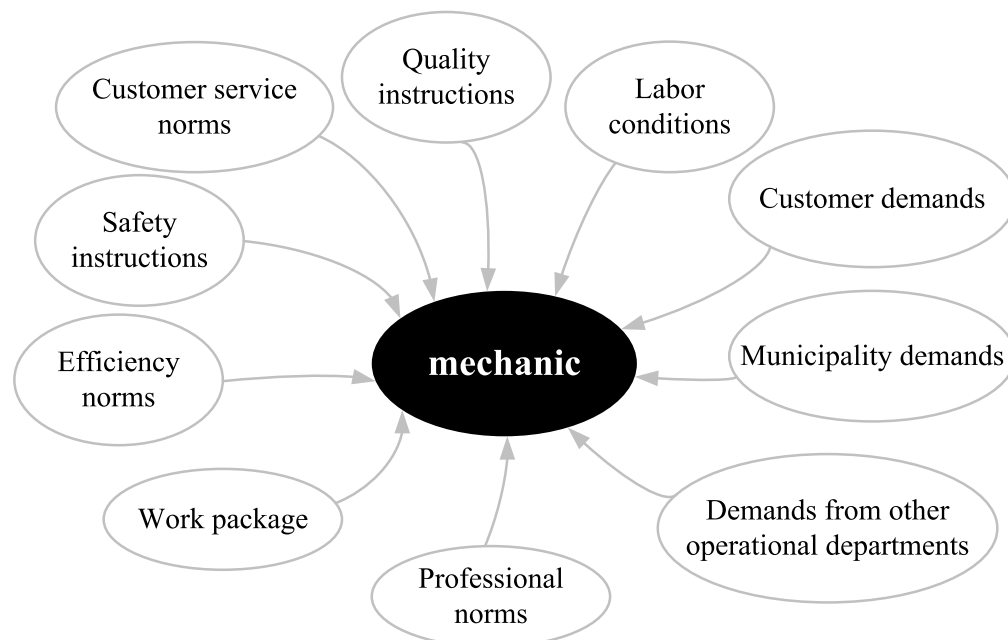 Quality
instructions
Customer service
norms
Labor
conditions
Customer demands
Safety
instructions
Municipality demands
mechanic
Efficiency
norms
Demands from other
operational departments
Work package
Professional
norms